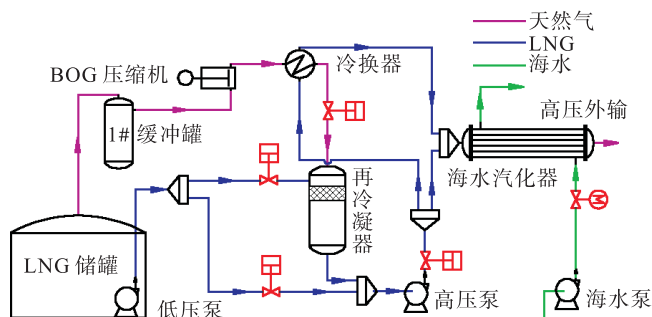 天然气
LNG
海水
BOG 压缩机
冷换器
高压外输
1# 缓冲罐
再冷凝器
海水汽化器
LNG 储罐
低压泵
高压泵
海水泵
M